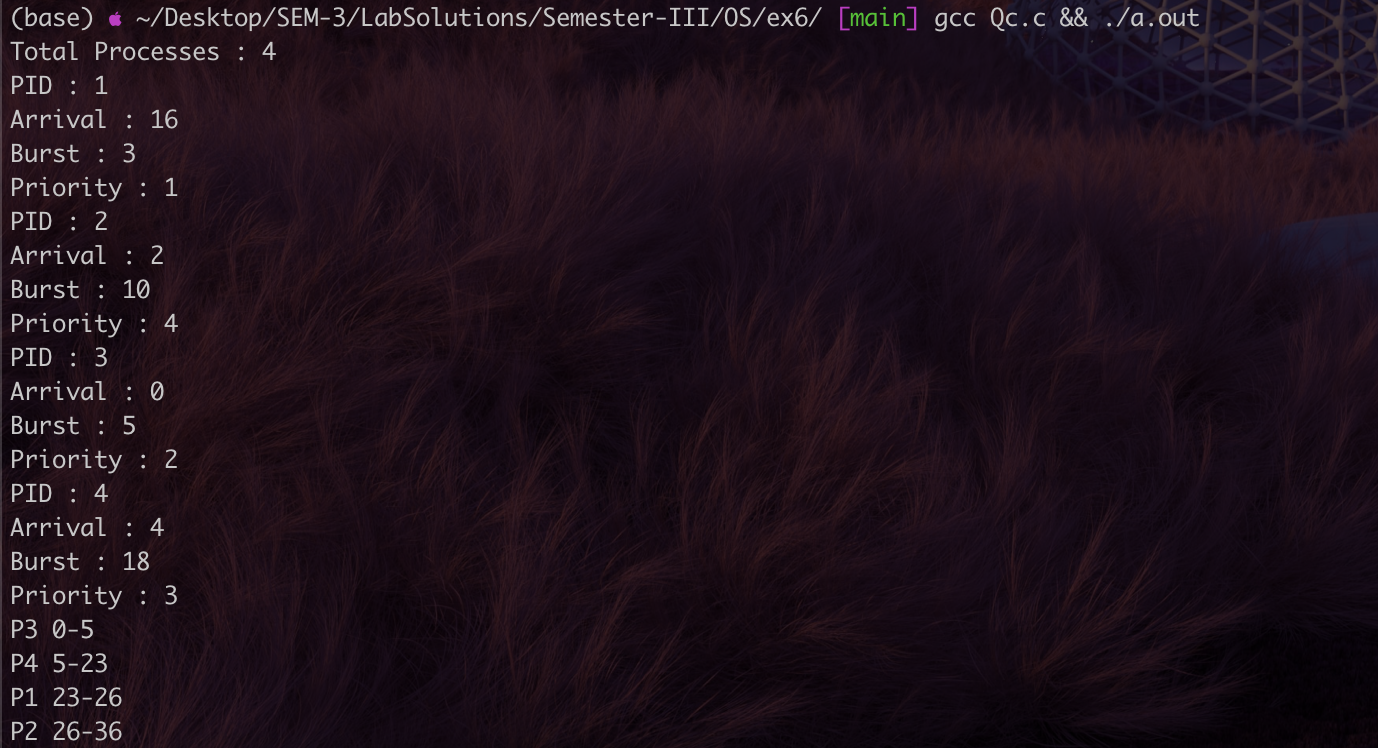 (base)  ~/Desktop/SEM-3/LabSolutions/Semester-III/OS/ex6/ [main] gcc Qc.c && ./a.out
Total Processes : 4
PID : 1
Arrival : 16
Burst : 3
Priority : 1
PID : 2
Arrival : 2
Burst : 10
Priority : 4
PID : 3
Arrival : 0
Burst : 5
Priority : 2
PID : 4
Arrival : 4
Burst : 18
Priority : 3
P3 0-5
P4 5-23
P1 23-26
P2 26-36